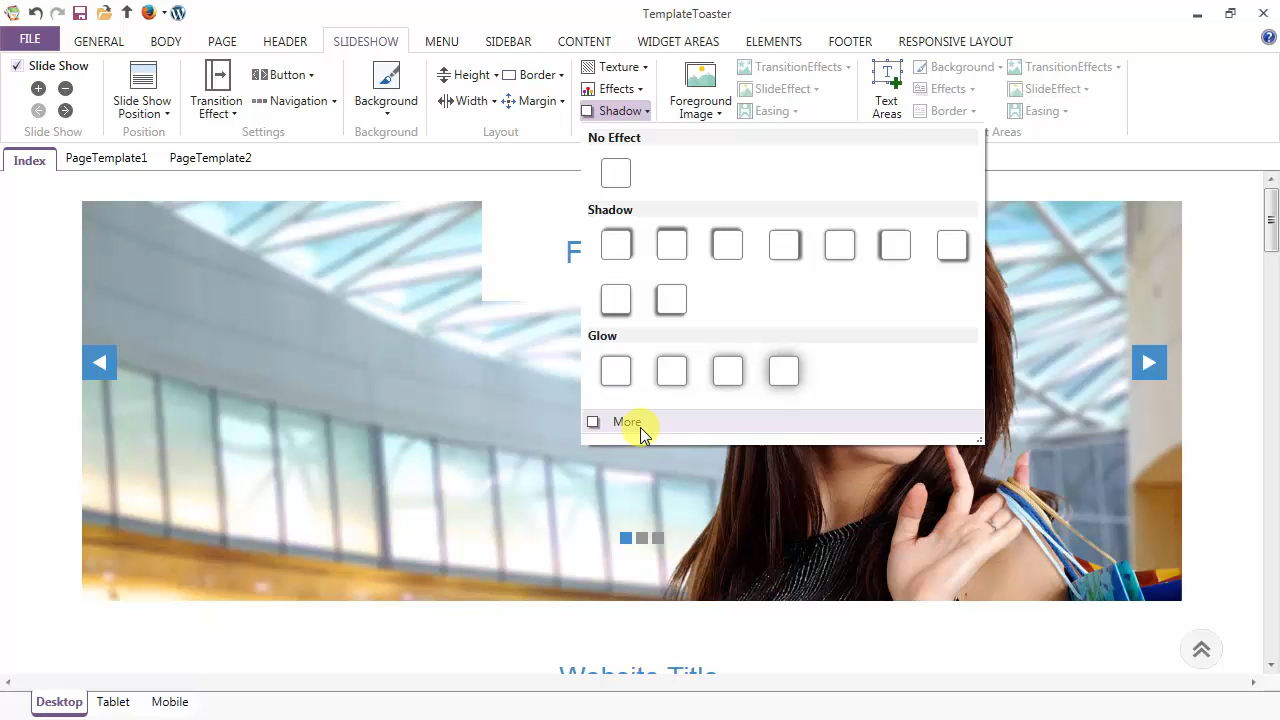 TemplateToaster
FILE GENERAL BODY PAGE HEADER SLIDESHOW MENU SIDEBAR CONTENT WIDGET AREAS ELEMENTS FOOTER RESPONSIVE LAYOUT
Slide Show
Slide Show
Slide Show
Position
Position
Transition
Effect
Button
Navigation
Settings
Background
Background
Height
Border
Width
Margin
Layout
Texture
Effects
Shadow
Foreground
Image
TransitionEffects
SlideEffect
Easing
Text
Areas
Background
Effects
Border
TransitionEffects
SlideEffect
Easing
Areas
Index PageTemplate1 PageTemplate2
No Effect
Shadow
F
Glow
More
Website Title
Desktop Tablet Mobile